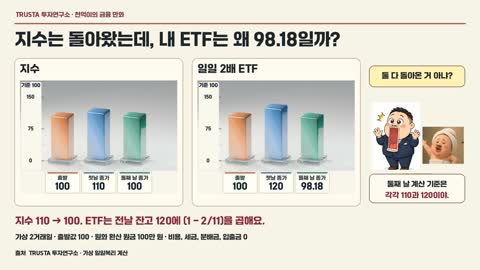 TRUSTA 투자연구소 · 천억이의 금융 만화
지수는 돌아왔는데, 내 ETF는 왜 98.18일까?
지수
기준 100
150
75
0
출발
100
첫날 종가
110
둘째 날 종가
100
일일 2배 ETF
기준 100
150
75
0
출발
100
첫날 종가
120
둘째 날 종가
98.18
둘 다 돌아온 거 아냐?
둘째 날 계산 기준은
각각 110과 120이야.
지수 110 → 100. ETF는 전날 잔고 120에 (1 − 2/11)을 곱해요.
가상 2거래일 · 출발값 100 · 원화 환산 원금 100만 원 · 비용, 세금, 분배금, 입출금 0
출처 TRUSTA 투자연구소 · 가상 일일복리 계산